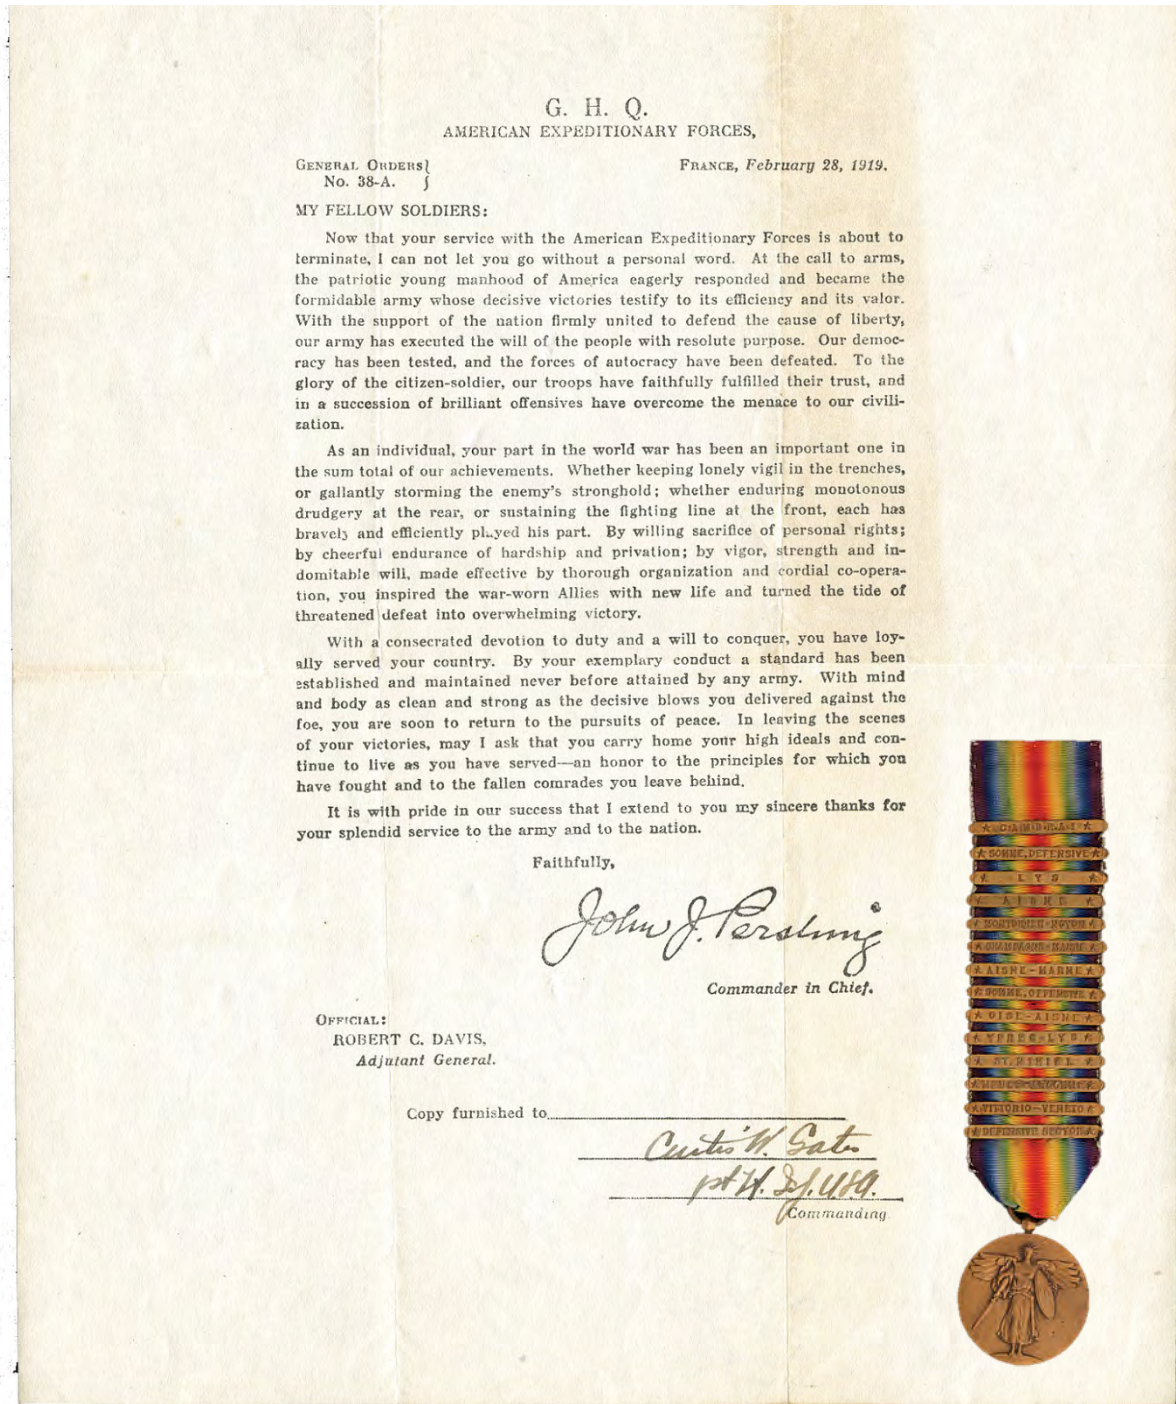 G. H. Q.
AMERICAN EXPEDITIONARY FORCES,
GENERAL ORDERS}
No. 38-A. }
FRANCE, February 28, 1919.
MY FELLOW SOLDIERS:
Now that your service with the American Expeditionary Forces is about to
terminate, I can not let you go without a personal word. At the call to arms,
the patriotic young manhood of America eagerly responded and became the
formidable army whose decisive victories testify to its efficiency and its valor.
With the support of the nation firmly united to defend the cause of liberty,
our army has executed the will of the people with resolute purpose. Our democ-
racy has been tested, and the forces of autocracy have been defeated. To the
glory of the citizen-soldier, our troops have faithfully fulfilled their trust, and
in a succession of brilliant offensives have overcome the menace to our civili-
zation.
As an individual, your part in the world war has been an important one in
the sum total of our achievements. Whether keeping lonely vigil in the trenches,
or gallantly storming the enemy's stronghold; whether enduring monotonous
drudgery at the rear, or sustaining the fighting line at the front, each has
bravely and efficiently played his part. By willing sacrifice of personal rights;
by cheerful endurance of hardship and privation; by vigor, strength and in-
domitable will, made effective by thorough organization and cordial co-opera-
tion, you inspired the war-worn Allies with new life and turned the tide of
threatened defeat into overwhelming victory.
With a consecrated devotion to duty and a will to conquer, you have loy-
ally served your country. By your exemplary conduct a standard has been
established and maintained never before attained by any army. With mind
and body as clean and strong as the decisive blows you delivered against the
foe, you are soon to return to the pursuits of peace. In leaving the scenes
of your victories, may I ask that you carry home your high ideals and con-
tinue to live as you have served—an honor to the principles for which you
have fought and to the fallen comrades you leave behind.
It is with pride in our success that I extend to you my sincere thanks for
your splendid service to the army and to the nation.
Faithfully,
John J. Pershing
Commander in Chief.
OFFICIAL:
ROBERT C. DAVIS,
Adjutant General.
Copy furnished to
Curtis W. Gates
Commanding.
CAMBRAI
SOMME, DEFENSIVE
LYS
AISNE
MONTDIDIER-NOYON
CHAMPAGNE-MARNE
AISNE-MARNE
SOMME, OFFENSIVE
OISE-AISNE
YPRES-LYS
ST. MIHIEL
MEUSE-ARGONNE
VITTORIO-VENETO
DEFENSIVE SECTOR